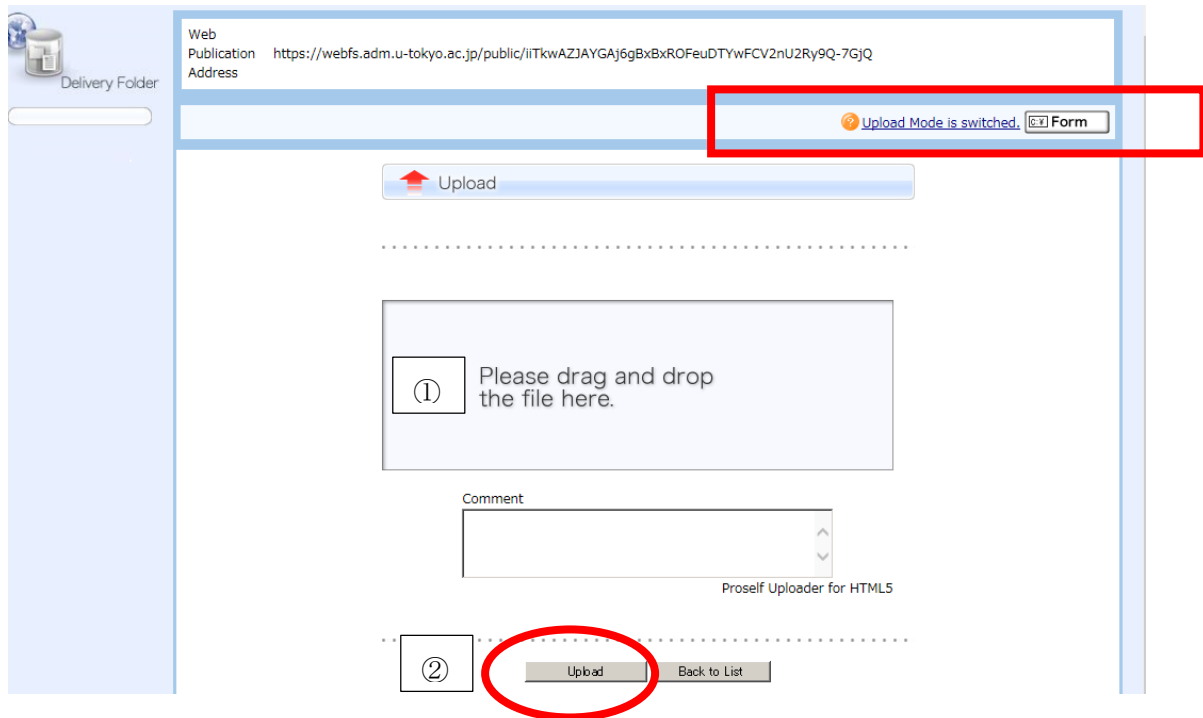 Web
Publication https://webfs.adm.u-tokyo.ac.jp/public/iiTkwAZJAYGAj6gBxBxROFeuDTYwFCV2nU2Ry9Q-7GjQ
Address
Delivery Folder
Upload Mode is switched. C:¥ Form
Upload
① Please drag and drop
the file here.
Comment
Proself Uploader for HTML5
② Upload Back to List